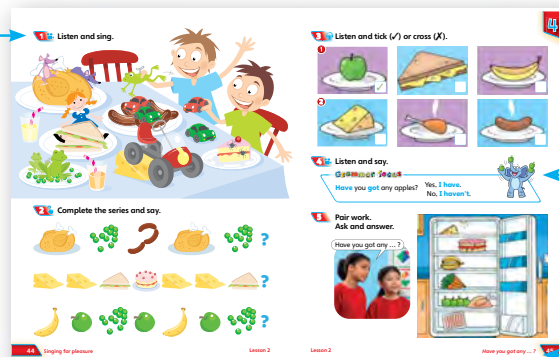 1 Listen and sing.
2 Complete the series and say.
?
?
?
44 Singing for pleasure Lesson 2
4
3 Listen and tick (✓) or cross (✗).
1
✓
2
4 Listen and say.
Grammar focus
Have you got any apples? Yes, I have.
No, I haven't.
5 Pair work.
Ask and answer.
Have you got any ... ?
Lesson 2 Have you got any ... ? 45